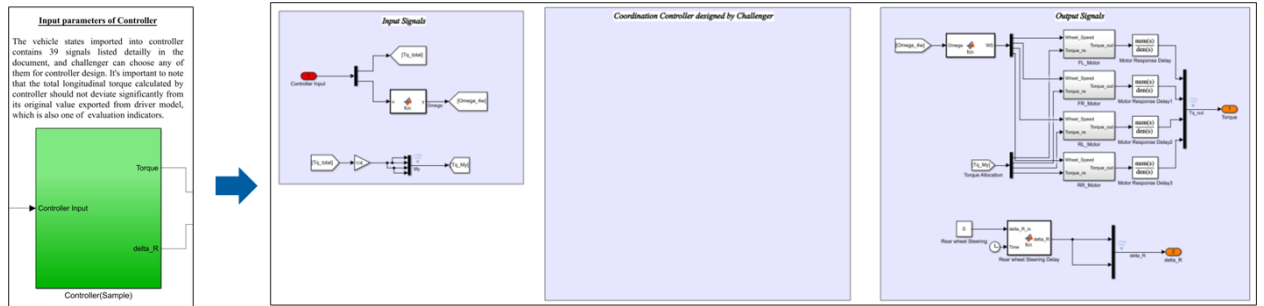 Input parameters of Controller
The vehicle states imported into controller
contains 39 signals listed detailly in the
document, and challenger can choose any of
them for controller design. It's important to note
that the total longitudinal torque calculated by
controller should not deviate significantly from
its original value exported from driver model,
which is also one of evaluation indicators.
Torque
Controller Input
delta_R
Controller(Sample)
Input Signals
[Tq_total]
1
Controller Input
u
y
fcn
Omega
[Omega_4w]
[Tq_total]
1/4
My
[Tq_My]
Coordination Controller designed by Challenger
Output Signals
[Omega_4w]
Omega
WS
fcn
Wheel_Speed
Torque_re
Torque_out
FL_Motor
num(s)
den(s)
Motor Response Delay
Wheel_Speed
Torque_re
Torque_out
FR_Motor
num(s)
den(s)
Motor Response Delay1
Wheel_Speed
Torque_re
Torque_out
RL_Motor
num(s)
den(s)
Motor Response Delay2
[Tq_My]
Torque Allocation
Wheel_Speed
Torque_re
Torque_out
RR_Motor
num(s)
den(s)
Motor Response Delay3
Tq_out
1
Torque
0
Rear wheel Steering
delta_R_in
Time
delta_R
fcn
Rear wheel Steering Delay
delta_R
2
delta_R